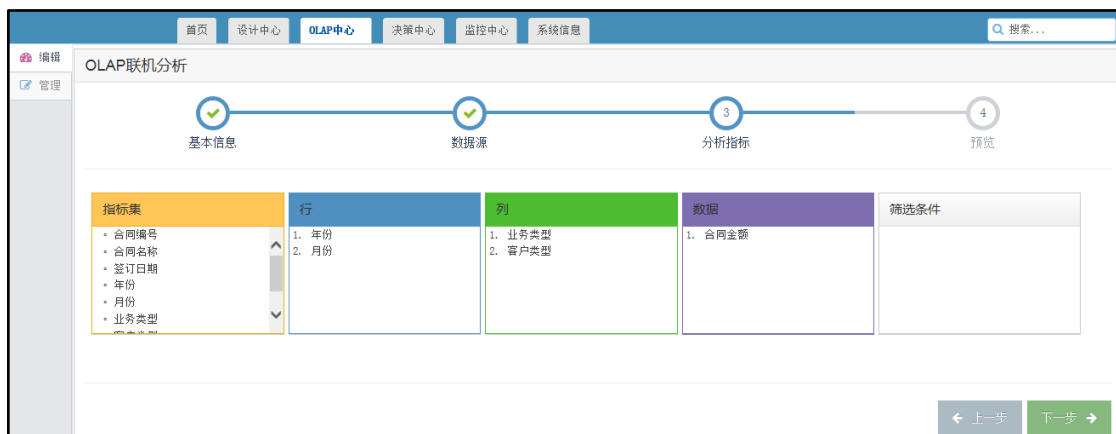 首页 设计中心 OLAP中心 决策中心 监控中心 系统信息 搜索...
编辑
管理
OLAP联机分析
3 4
基本信息 数据源 分析指标 预览
指标集 行 列 数据 筛选条件
◦ 合同编号 1. 年份 1. 业务类型 1. 合同金额
◦ 合同名称 2. 月份 2. 客户类型
◦ 签订日期
◦ 年份
◦ 月份
◦ 业务类型
上一步 下一步